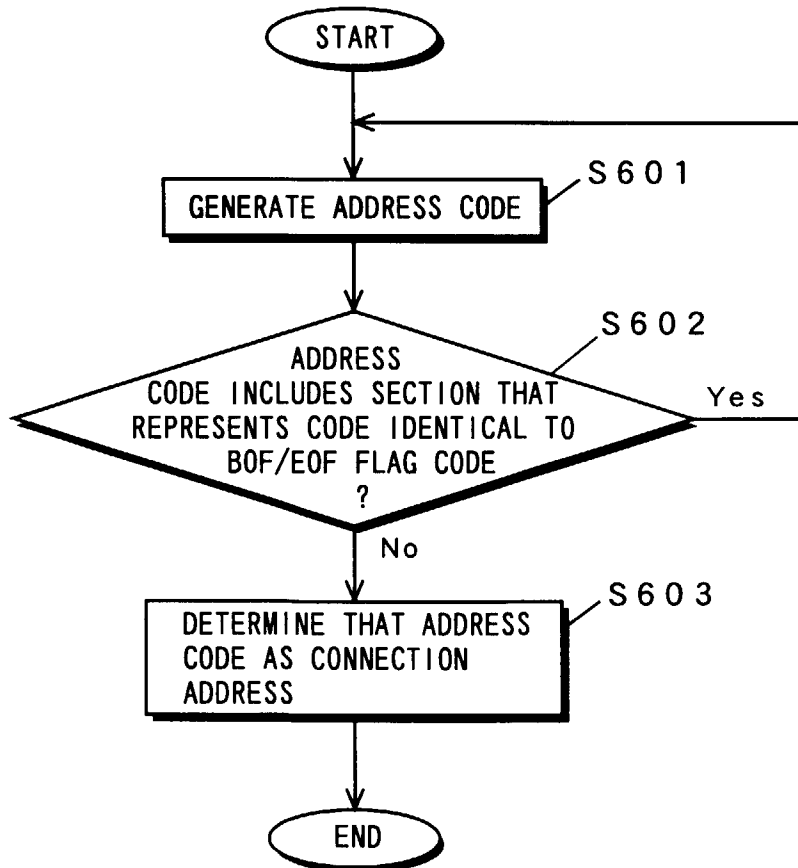 START
S601
GENERATE ADDRESS CODE
S602
ADDRESS
CODE INCLUDES SECTION THAT
REPRESENTS CODE IDENTICAL TO
BOF/EOF FLAG CODE
?
Yes
No
S603
DETERMINE THAT ADDRESS
CODE AS CONNECTION
ADDRESS
END